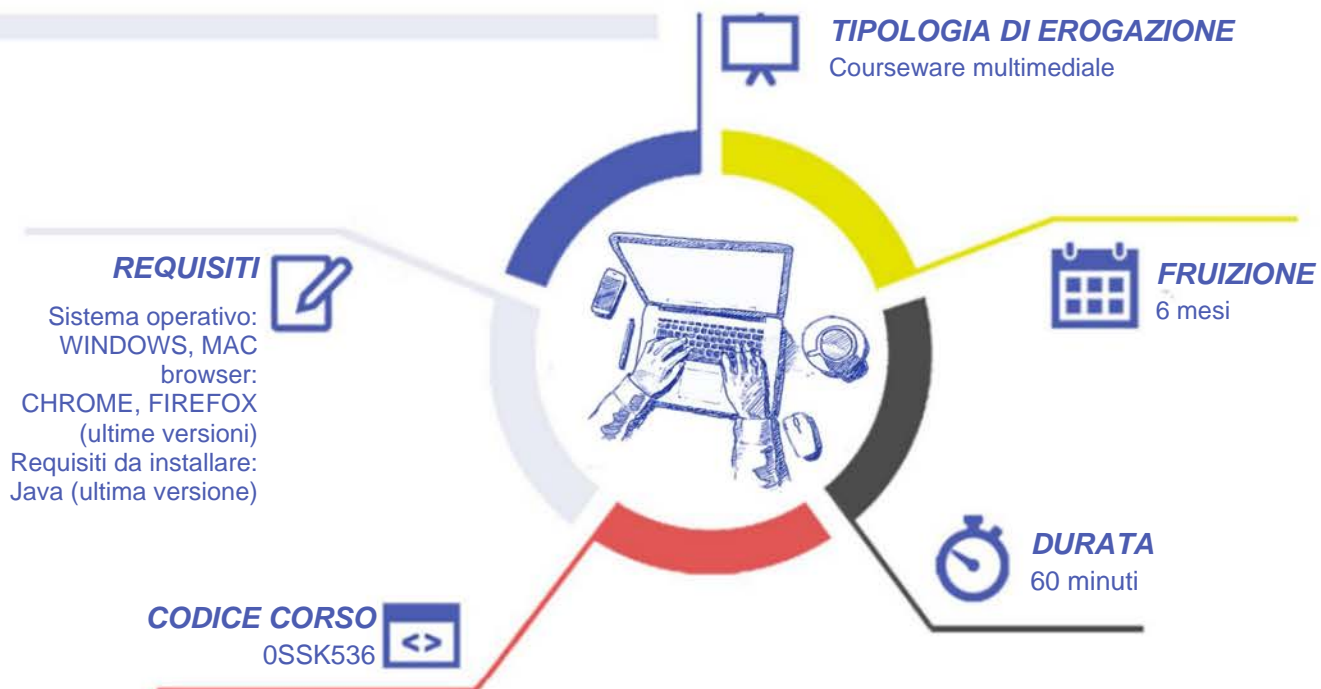 TIPOLOGIA DI EROGAZIONE
Courseware multimediale
REQUISITI
Sistema operativo:
WINDOWS, MAC
browser:
CHROME, FIREFOX
(ultime versioni)
Requisiti da installare:
Java (ultima versione)
FRUIZIONE
6 mesi
DURATA
60 minuti
CODICE CORSO
0SSK536